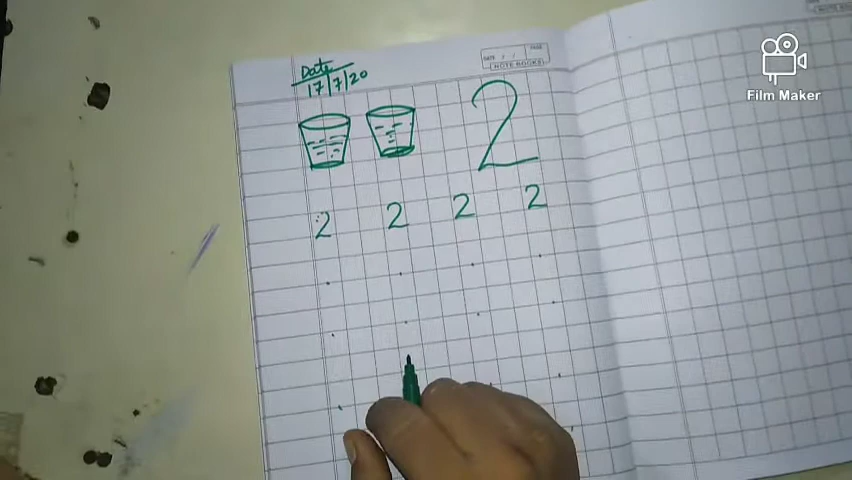 Date
17/7/20
DATE / / PAGE
(NOTE BOOKS)
2
2 2 2 2
Film Maker